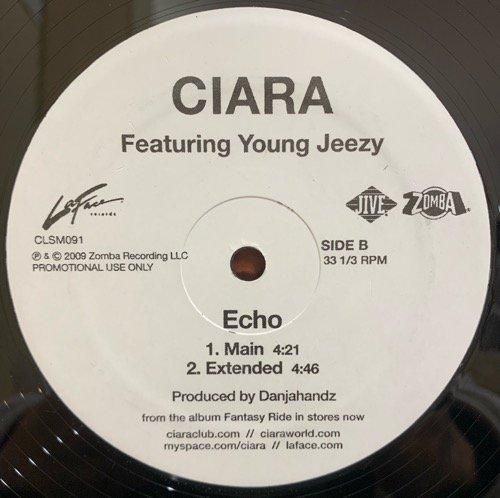 CIARA
Featuring Young Jeezy
LaFace
records
JIVE
ZOMBA
CLSM091
℗ & © 2009 Zomba Recording LLC
PROMOTIONAL USE ONLY
SIDE B
33 1/3 RPM
Echo
1. Main 4:21
2. Extended 4:46
Produced by Danjahandz
from the album Fantasy Ride in stores now
ciaraclub.com // ciaraworld.com
myspace.com/ciara // laface.com